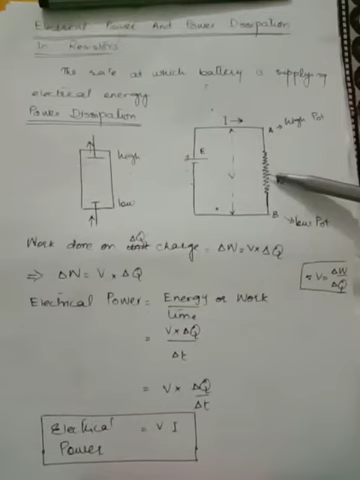 Electrical Power And Power Dissipation
In Resistors
The rate at which battery is supplying
electrical energy
Power Dissipation
I →
A → High Pot
High
E
V
low
B → low Pot
Work done on ΔQ charge = ΔW = V × ΔQ
⇒ ΔW = V × ΔQ
∵ V = ΔW
ΔQ
Electrical Power = Energy or Work
time
= V × ΔQ
Δt
= V × ΔQ
Δt
Electrical = V I
Power